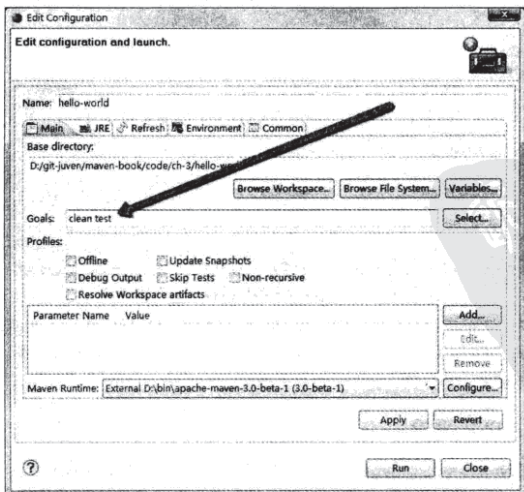 Edit Configuration
Edit configuration and launch.
Name: hello-world
Main JRE Refresh Environment Common
Base directory:
D:/git-juven/maven-book/code/ch-3/hello-
Browse Workspace... Browse File System... Variables...
Goals: clean test Select...
Profiles:
Offline Update Snapshots
Debug Output Skip Tests Non-recursive
Resolve Workspace artifacts
Parameter Name Value Add...
Edit...
Remove
Maven Runtime: External D:\bin\apache-maven-3.0-beta-1 (3.0-beta-1) Configure...
Apply Revert
? Run Close